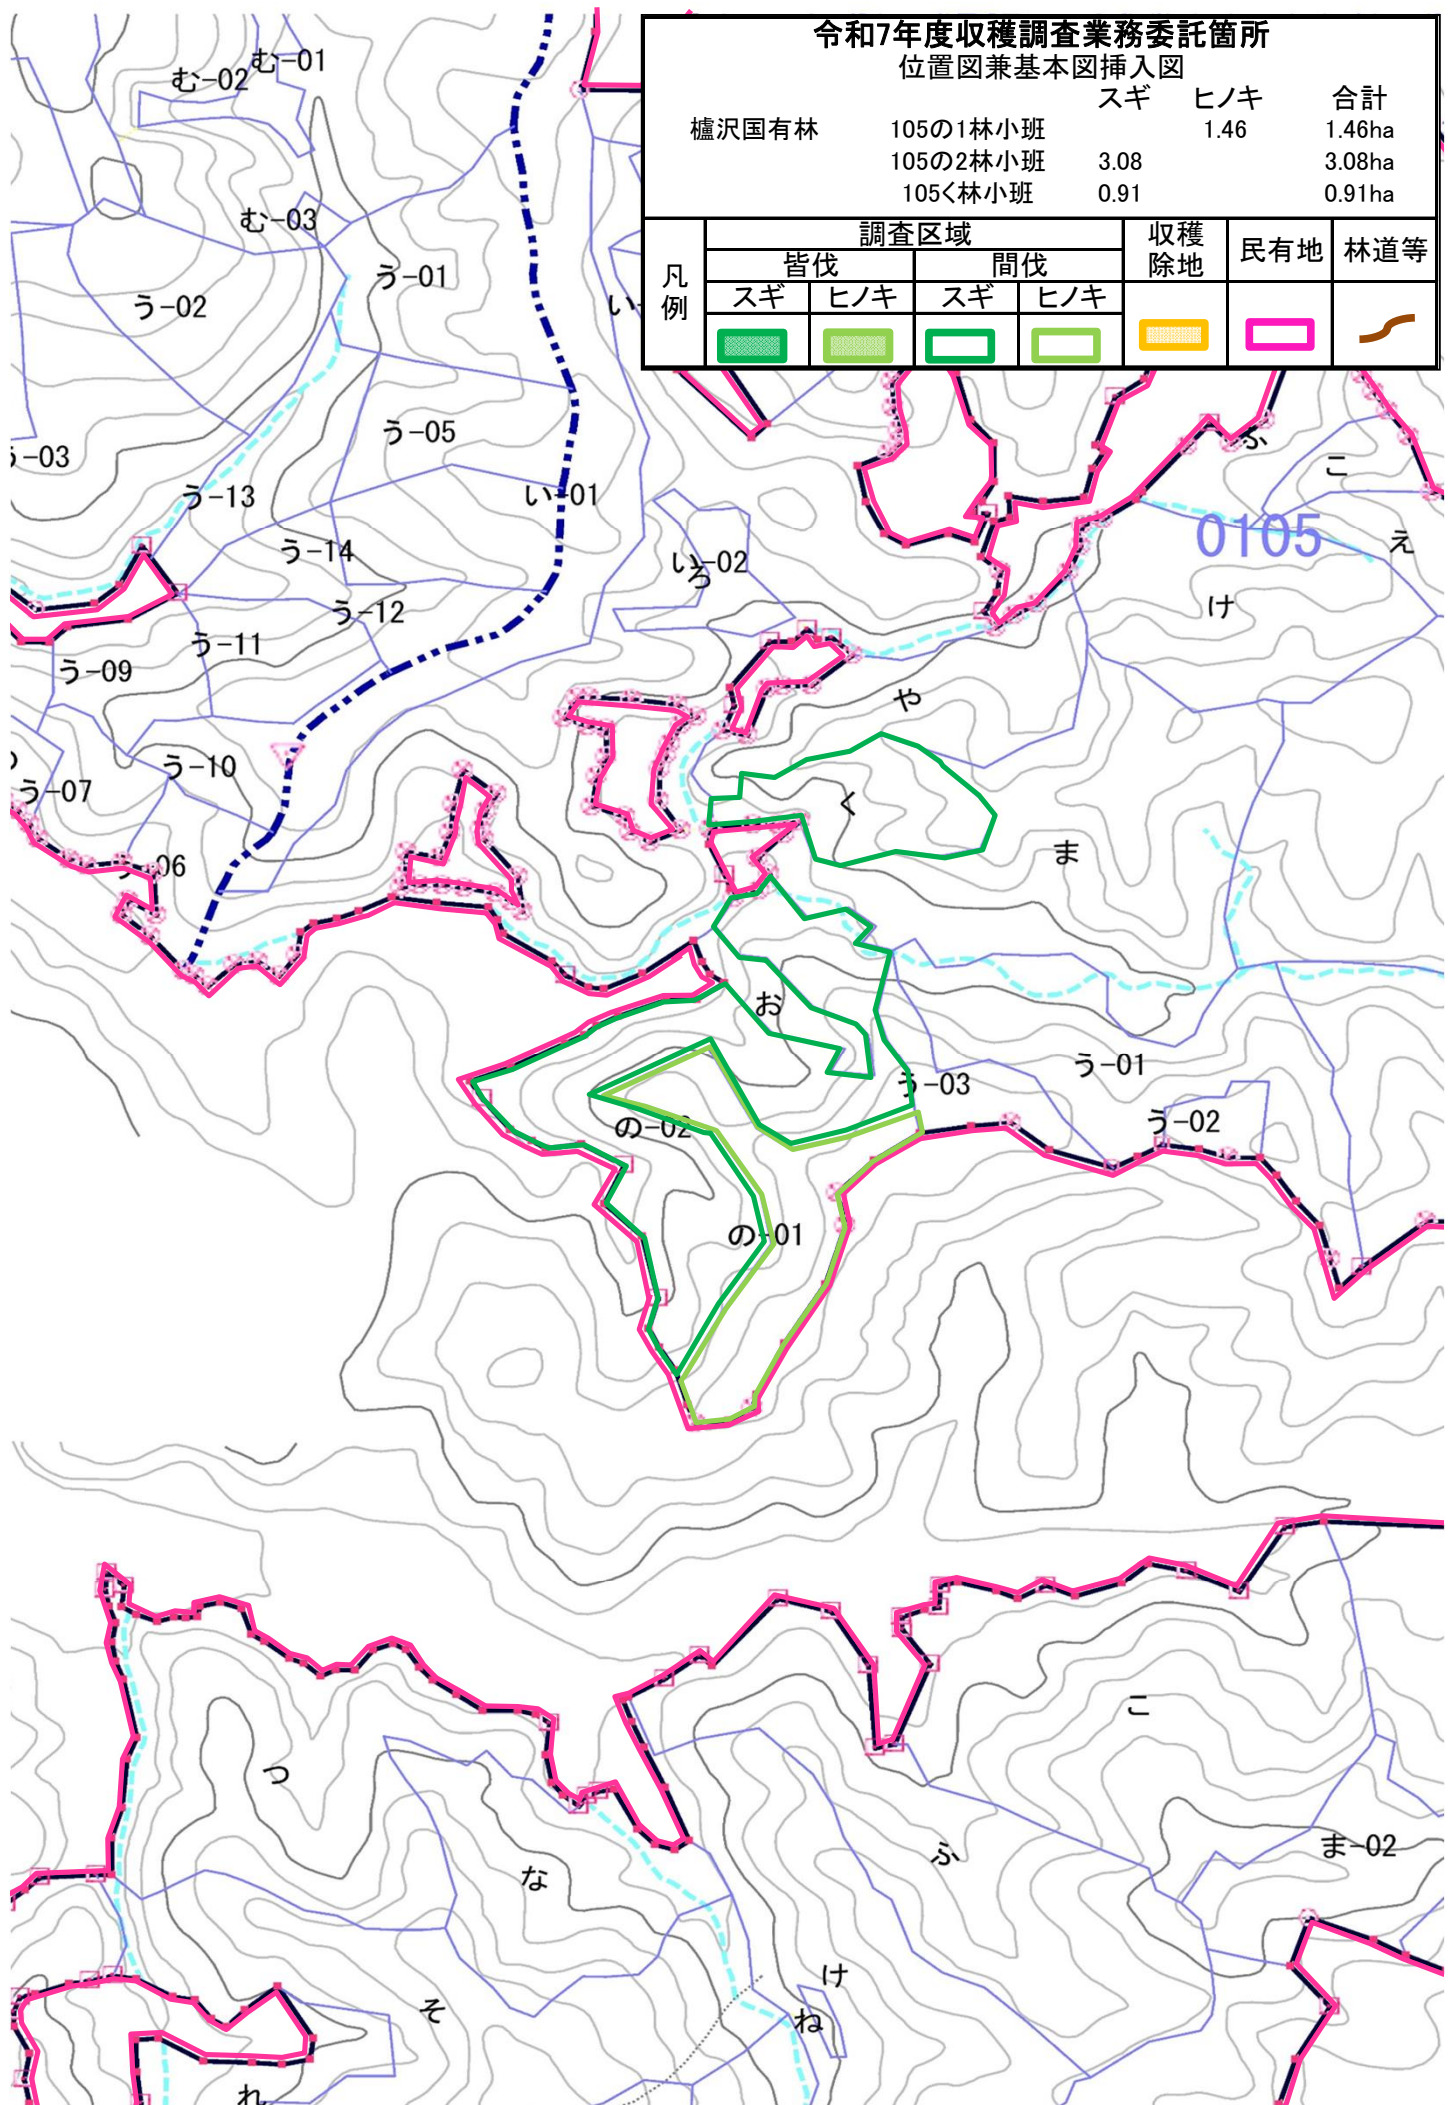 令和7年度収穫調査業務委託箇所
位置図兼基本図挿入図
スギ ヒノキ 合計
櫨沢国有林 105の1林小班 1.46 1.46ha
105の2林小班 3.08 3.08ha
105く林小班 0.91 0.91ha
凡例
調査区域
収穫除地
民有地
林道等
皆伐 間伐
スギ ヒノキ スギ ヒノキ
む-01
む-02
む-03
う-01
う-02
い-
う-05
-03
う-13
い-01
ふ
こ
0105
え
う-14
い-02
ろ
け
う-12
う-11
う-09
や
う-10
う-07
く
ま
06
お
う-01
う-03
う-02
の-02
の-01
こ
つ
ふ
ま-02
な
け
そ
ね
れ